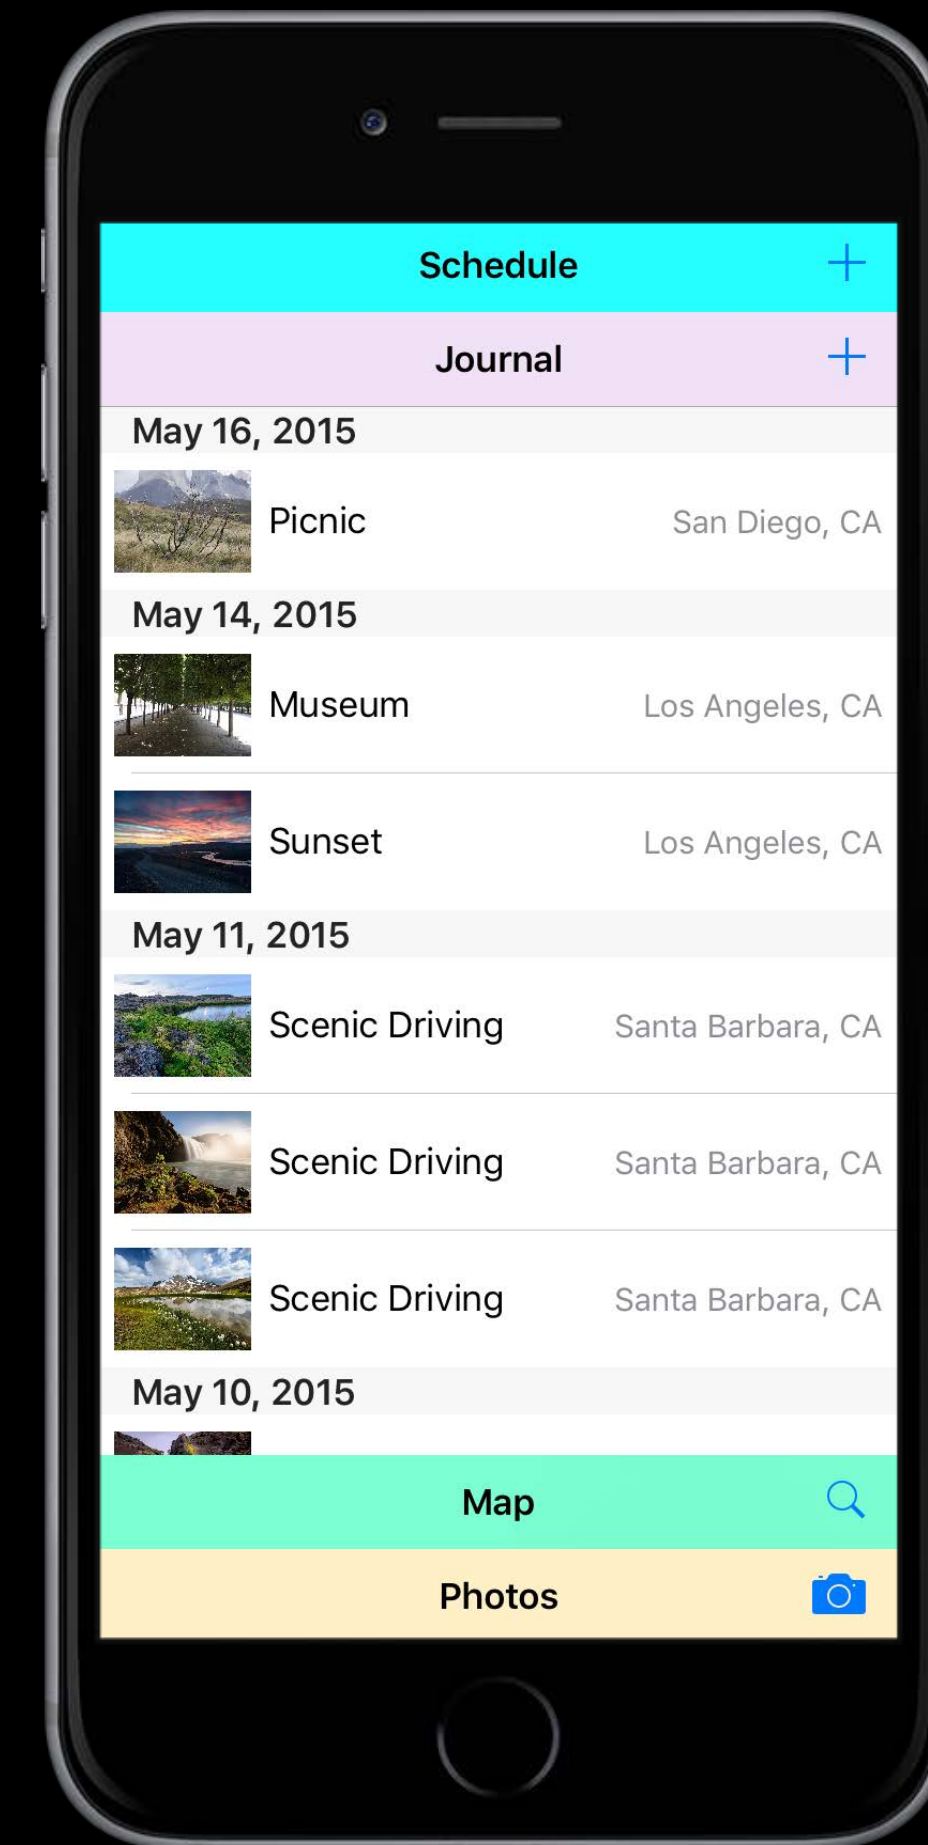 Schedule
Journal
May 16, 2015
Picnic San Diego, CA
May 14, 2015
Museum Los Angeles, CA
Sunset Los Angeles, CA
May 11, 2015
Scenic Driving Santa Barbara, CA
Scenic Driving Santa Barbara, CA
Scenic Driving Santa Barbara, CA
May 10, 2015
Map
Photos